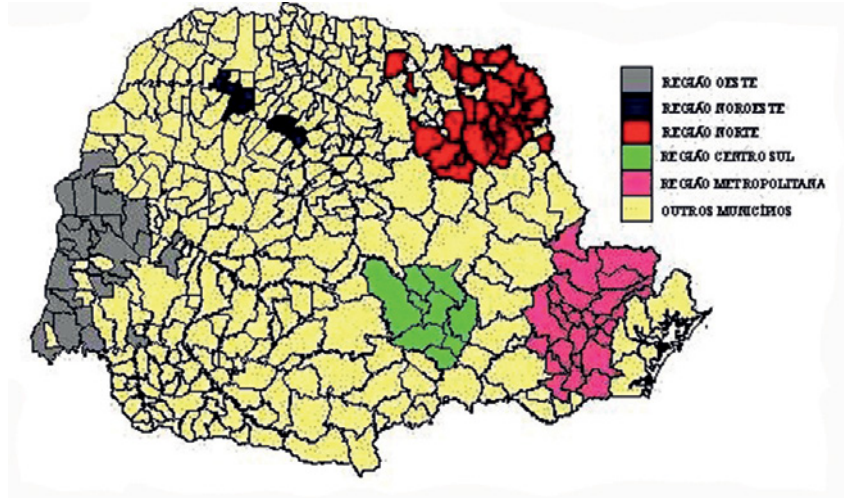 REGIÃO OESTE
REGIÃO NOROESTE
REGIÃO NORTE
REGIÃO CENTRO SUL
REGIÃO METROPOLITANA
OUTROS MUNICÍPIOS